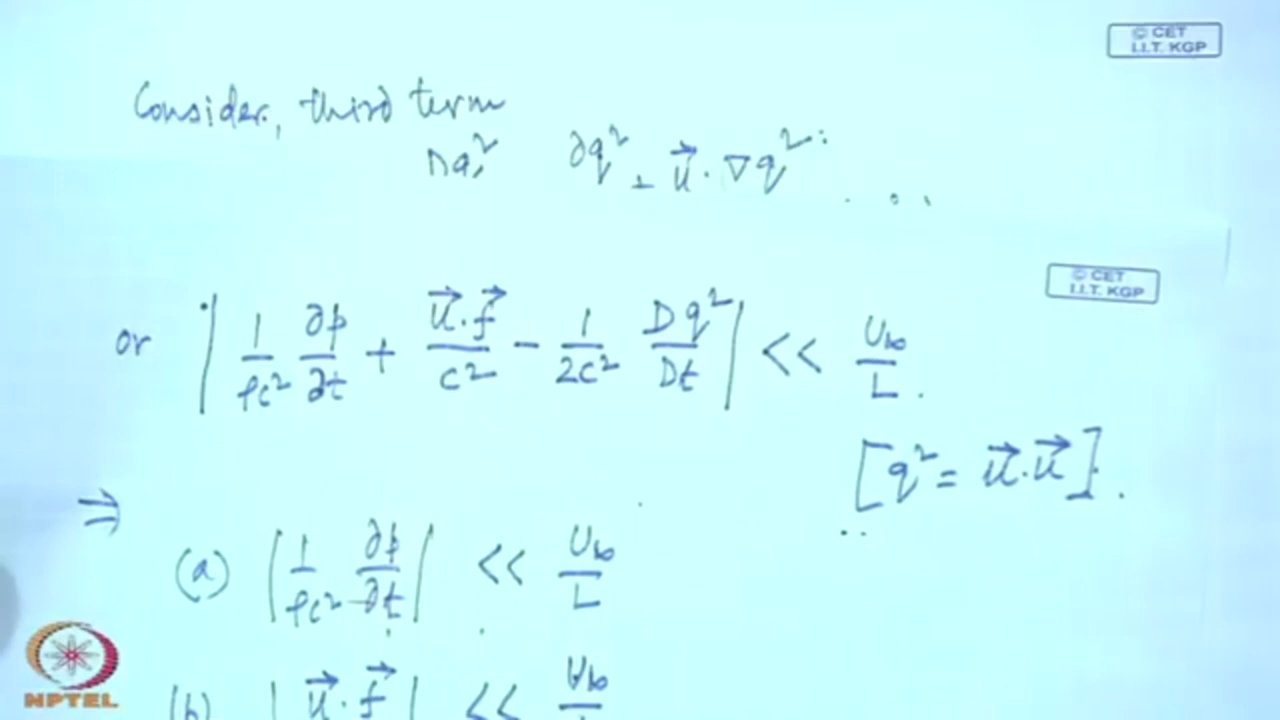 © CET
I.I.T. KGP
Consider, third term
Dq² ∂q² + u⃗·∇q²
© CET
I.I.T. KGP
or | 1/ρc² ∂p/∂t + u⃗·f⃗/c² − 1/2c² Dq²/Dt | << U∞/L.
[q² = u⃗·u⃗].
⇒
(a) | 1/ρc² ∂p/∂t | << U∞/L
(b) | u⃗·f⃗ | << U∞
NPTEL